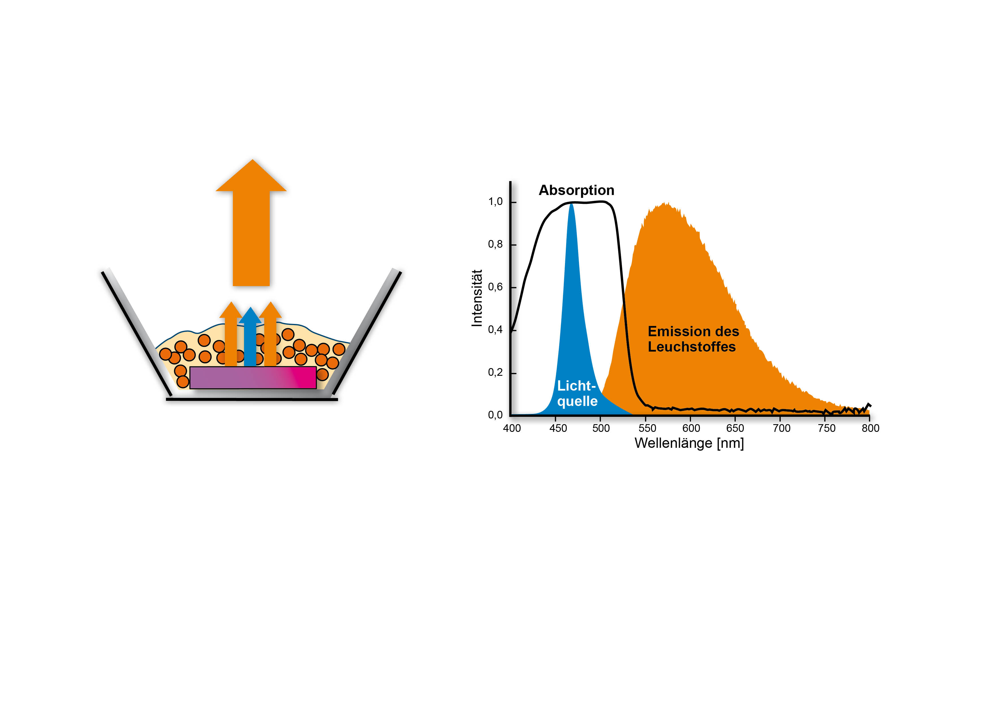 Absorption
1,0
0,8
0,6
0,4
0,2
0,0
Intensität
Emission des
Leuchstoffes
Licht-
quelle
400 450 500 550 600 650 700 750 800
Wellenlänge [nm]